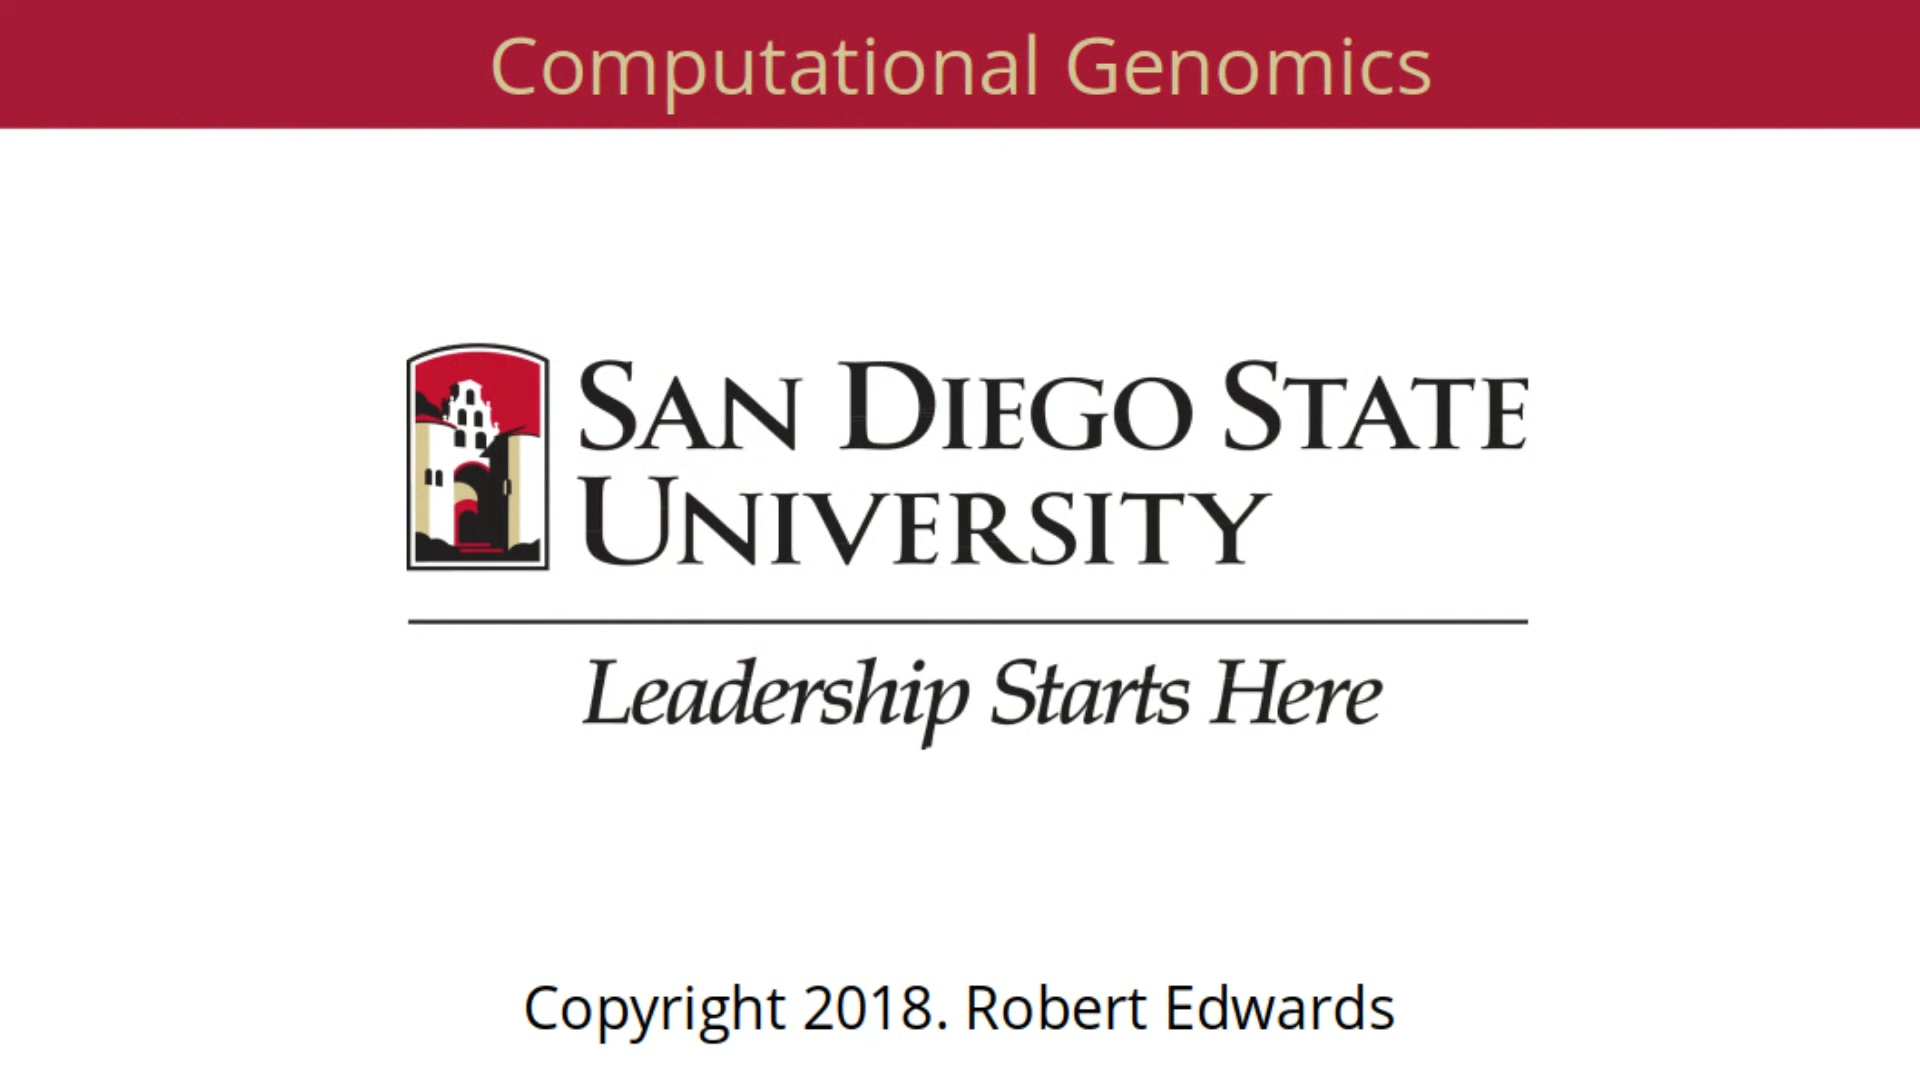 Computational Genomics
SAN DIEGO STATE
UNIVERSITY
Leadership Starts Here
Copyright 2018. Robert Edwards